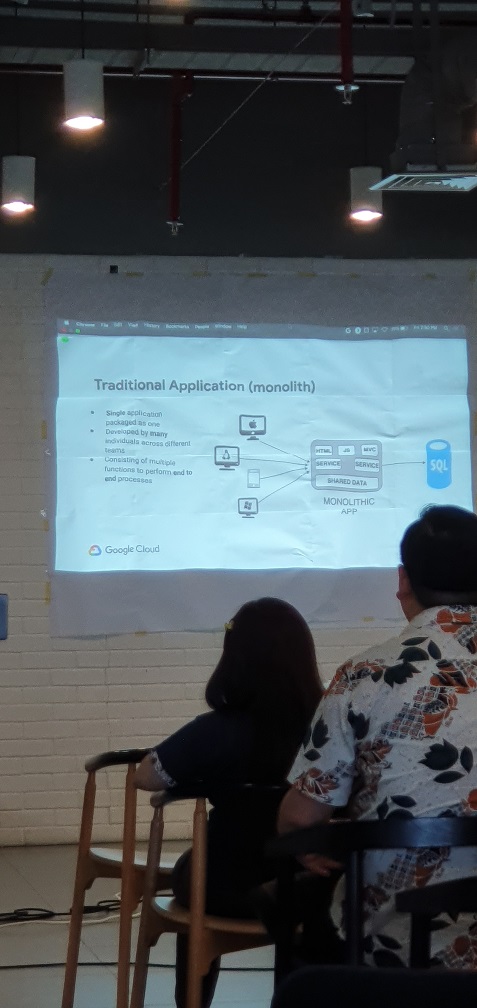 Chrome File Edit View History Bookmarks People Window Help
Traditional Application (monolith)
Single application
packaged as one
Developed by many
individuals across different
teams
Consisting of multiple
functions to perform end to
end processes
HTML JS MVC
SERVICE SERVICE
SHARED DATA
MONOLITHIC
APP
SQL
Google Cloud